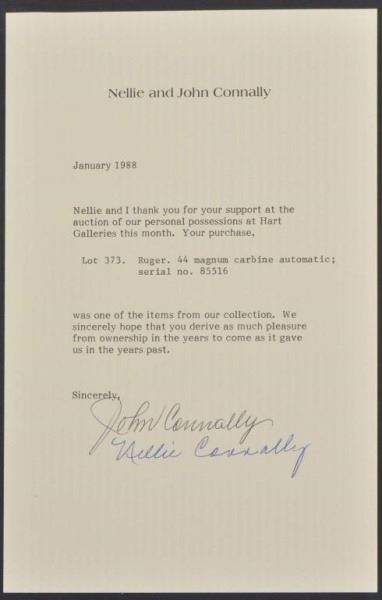 Nellie and John Connally
January 1988
Nellie and I thank you for your support at the
auction of our personal possessions at Hart
Galleries this month. Your purchase,
Lot 373. Ruger. 44 magnum carbine automatic;
serial no. 85516
was one of the items from our collection. We
sincerely hope that you derive as much pleasure
from ownership in the years to come as it gave
us in the years past.
Sincerely,
John Connally
Nellie Connally